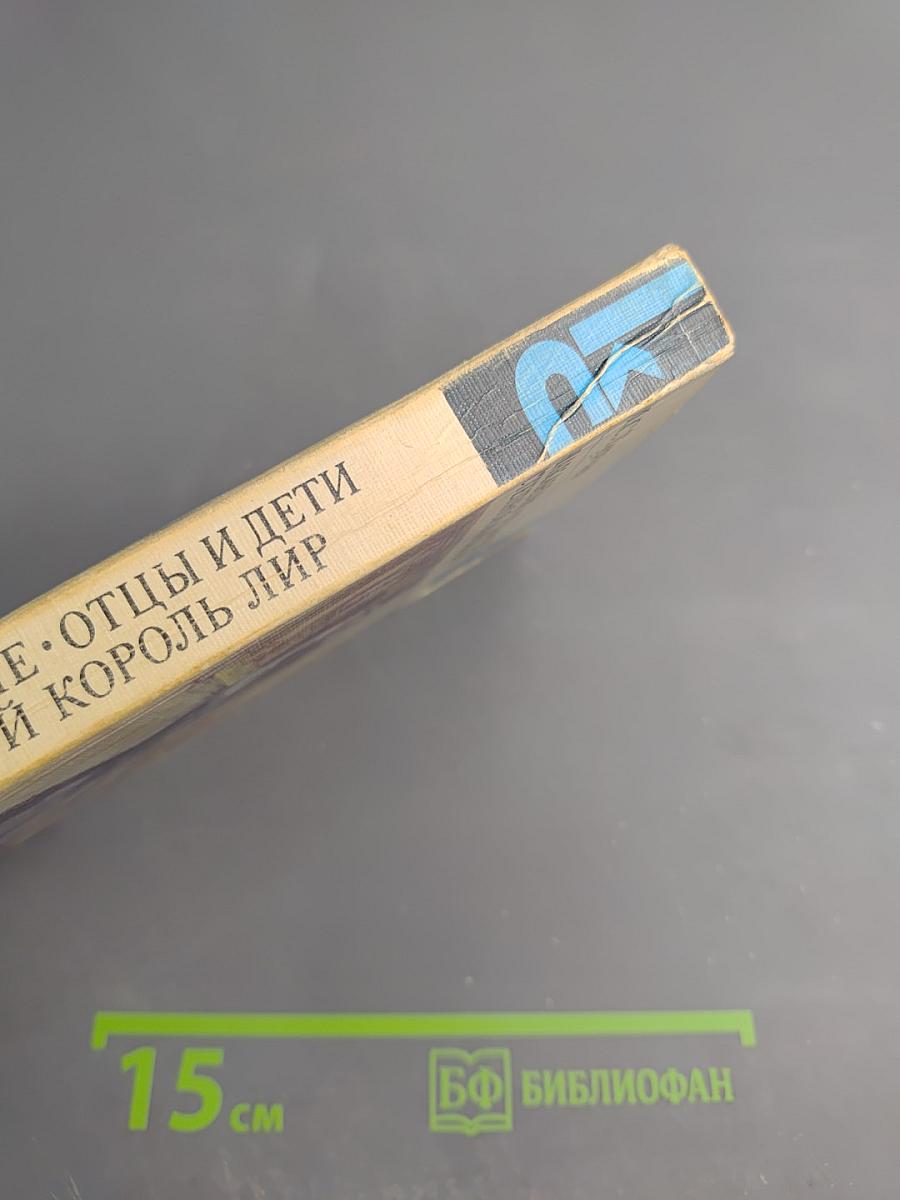 Е • ОТЦЫ И ДЕТИ
Й КОРОЛЬ ЛИР
15 см
БФ БИБЛИОФАН